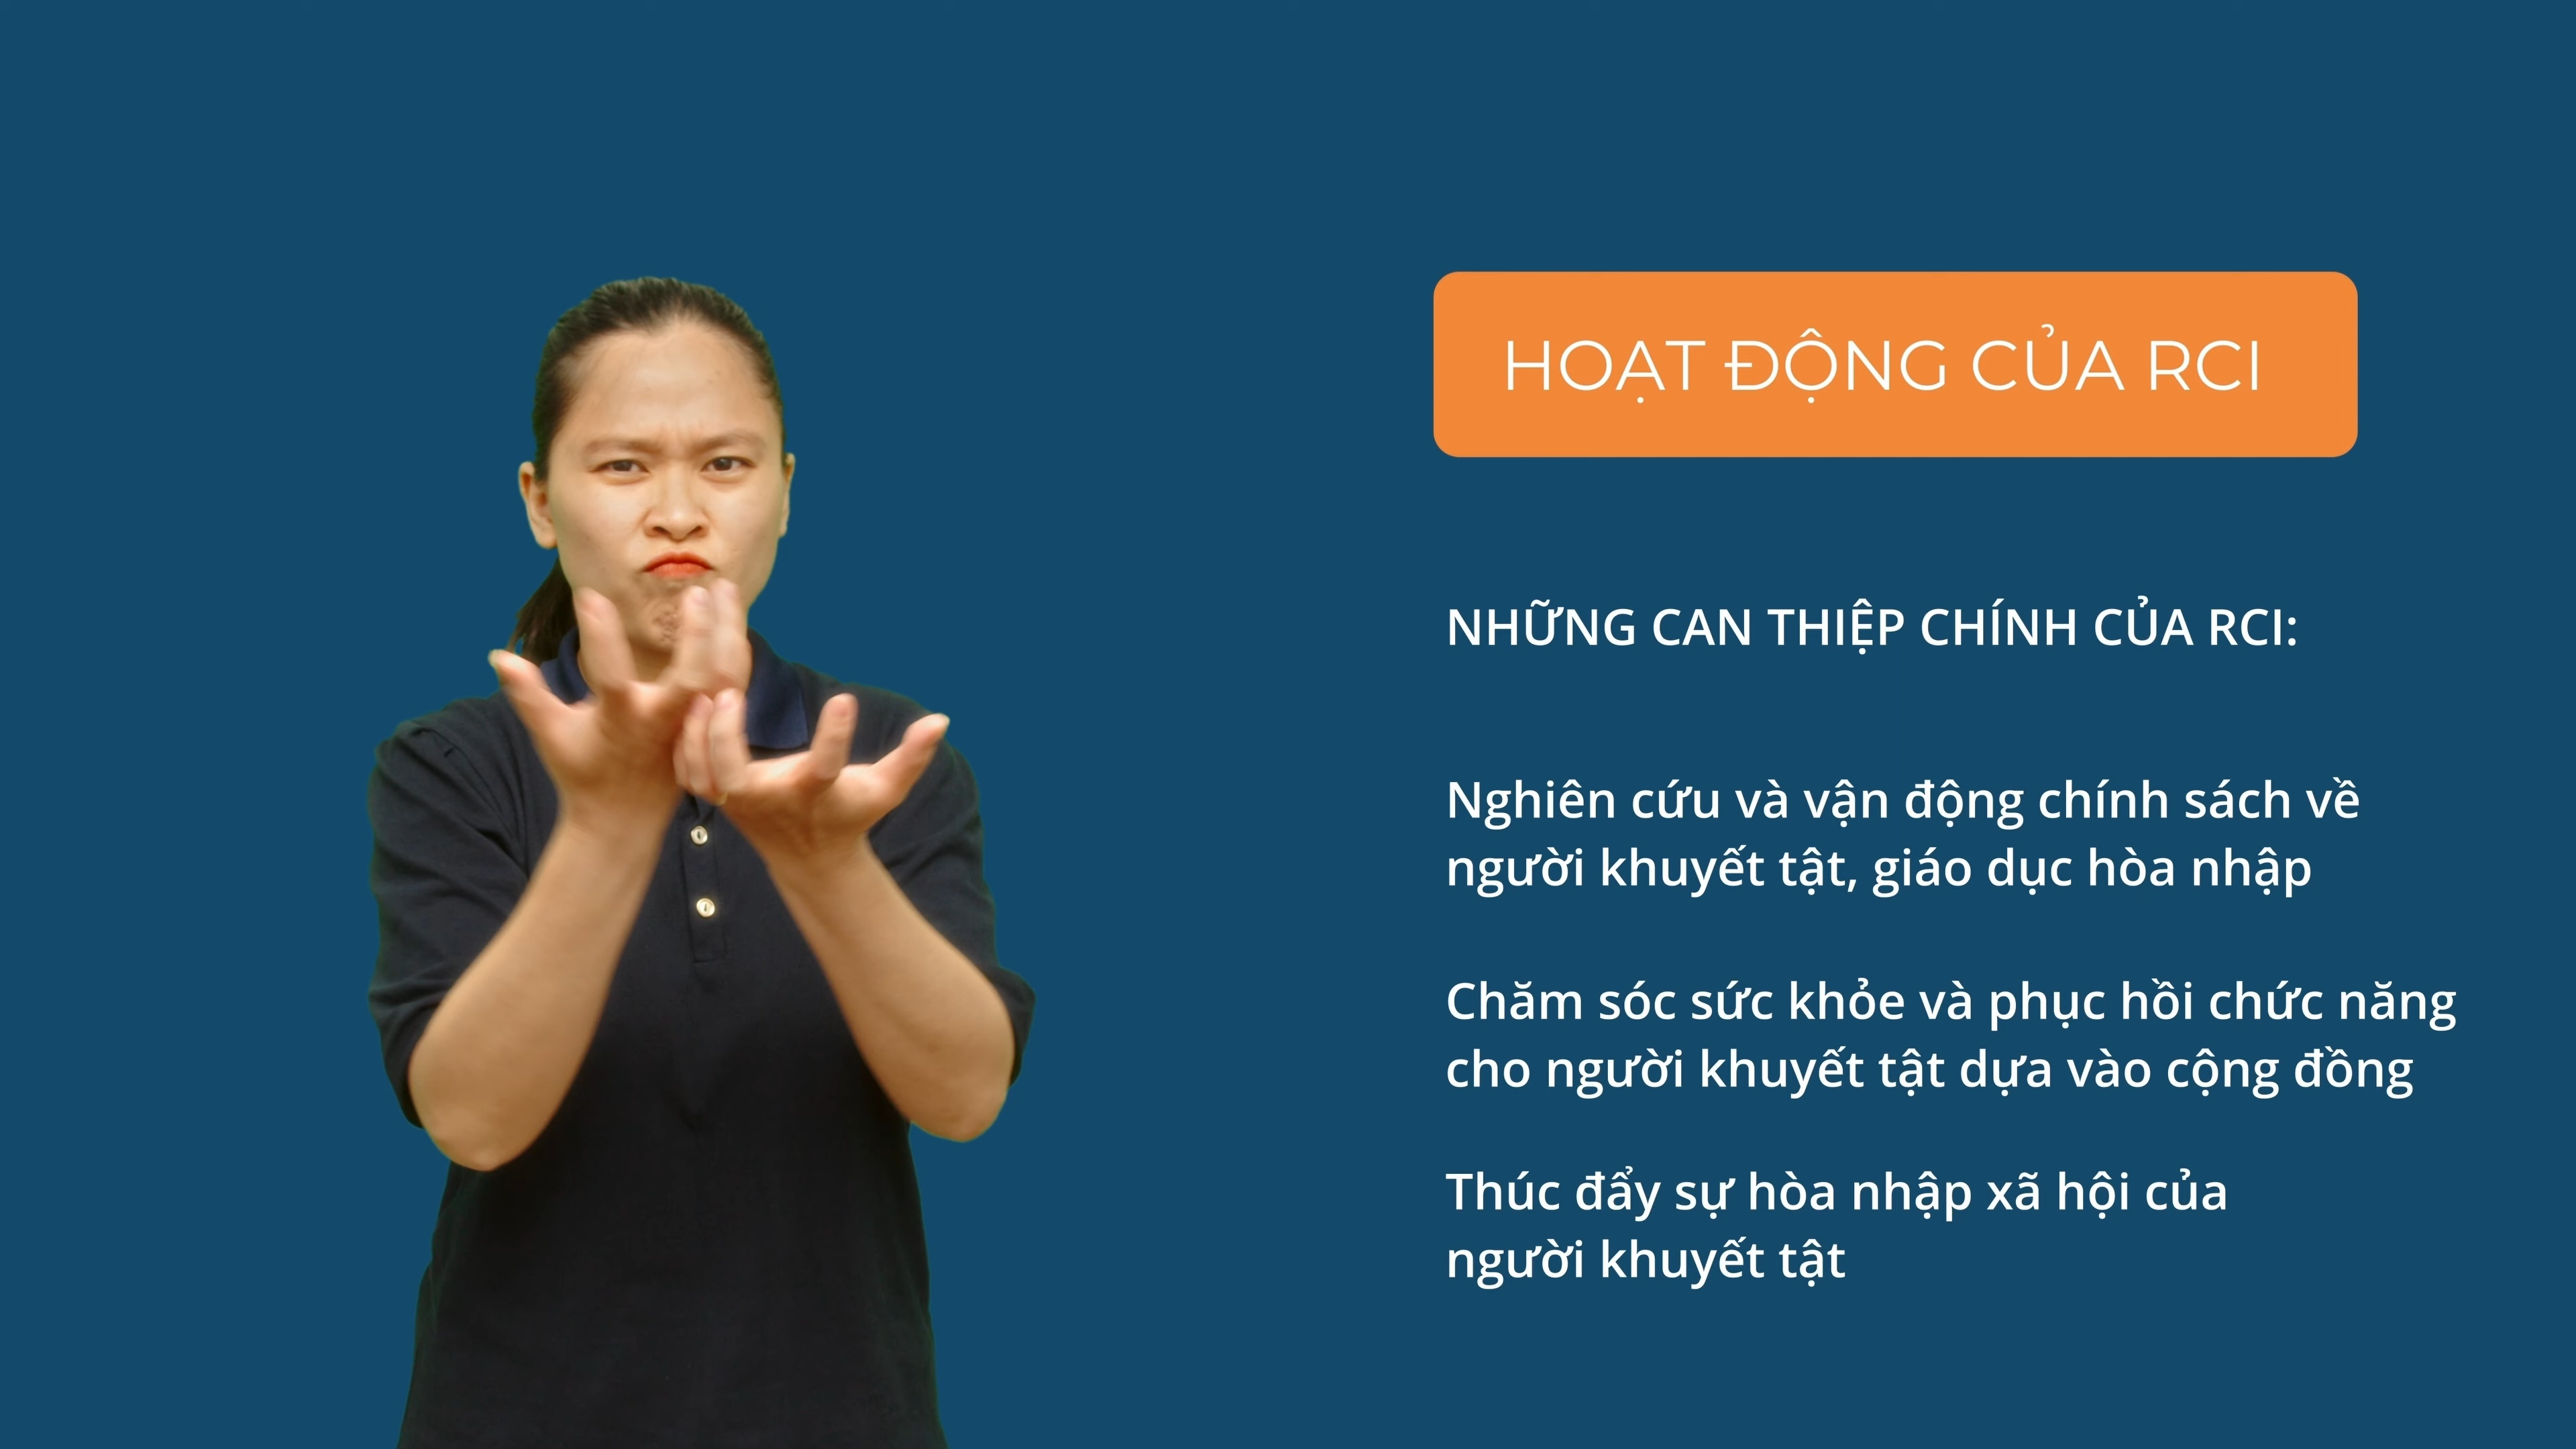 HOẠT ĐỘNG CỦA RCI
NHỮNG CAN THIỆP CHÍNH CỦA RCI:
Nghiên cứu và vận động chính sách về
người khuyết tật, giáo dục hòa nhập
Chăm sóc sức khỏe và phục hồi chức năng
cho người khuyết tật dựa vào cộng đồng
Thúc đẩy sự hòa nhập xã hội của
người khuyết tật